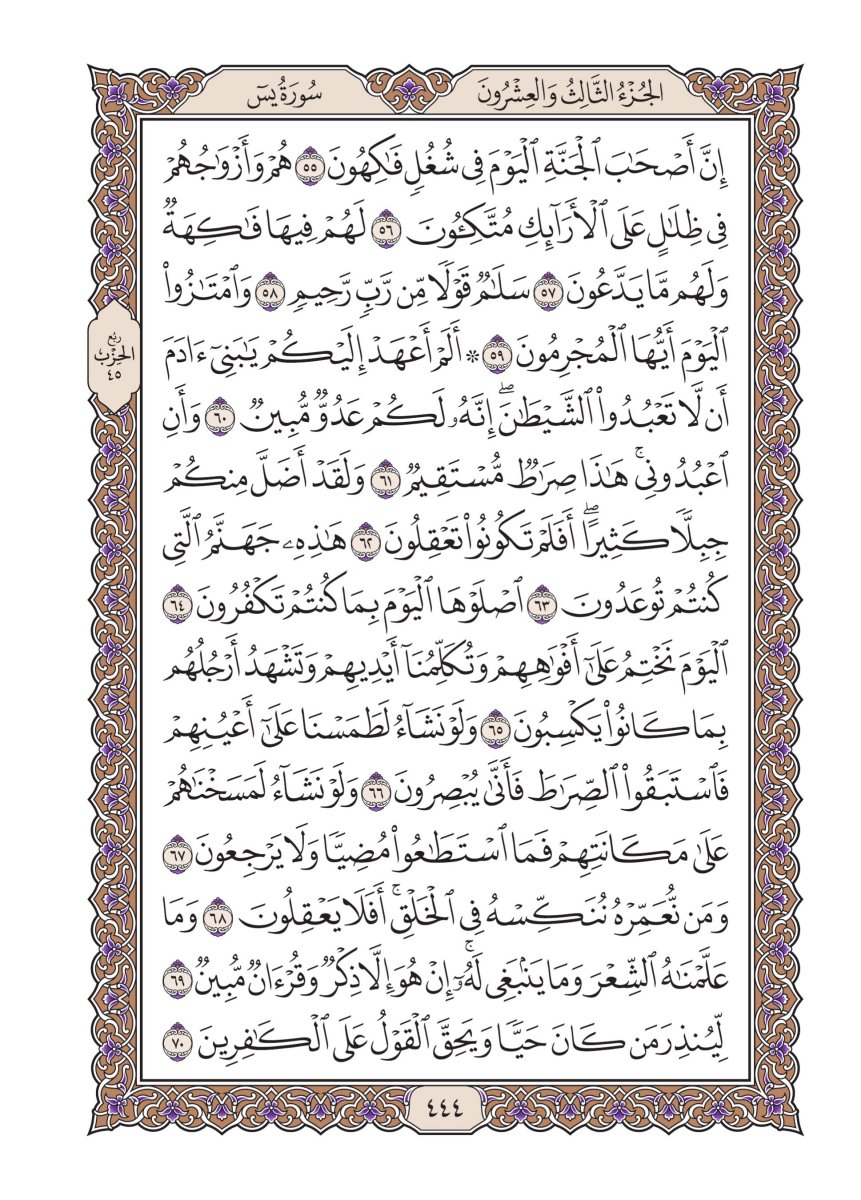 الجُزْءُ الثَّالِثُ وَالعِشْرُونَ
سُورَةُ يسٓ
إِنَّ أَصْحَٰبَ ٱلْجَنَّةِ ٱلْيَوْمَ فِى شُغُلٍ فَٰكِهُونَ ٥٥ هُمْ وَأَزْوَٰجُهُمْ
فِى ظِلَٰلٍ عَلَى ٱلْأَرَآئِكِ مُتَّكِـُٔونَ ٥٦ لَهُمْ فِيهَا فَٰكِهَةٌ
وَلَهُم مَّا يَدَّعُونَ ٥٧ سَلَٰمٌ قَوْلًا مِّن رَّبٍّ رَّحِيمٍ ٥٨ وَٱمْتَٰزُوا۟
ٱلْيَوْمَ أَيُّهَا ٱلْمُجْرِمُونَ ٥٩ ۞ أَلَمْ أَعْهَدْ إِلَيْكُمْ يَٰبَنِىٓ ءَادَمَ
أَن لَّا تَعْبُدُوا۟ ٱلشَّيْطَٰنَۖ إِنَّهُۥ لَكُمْ عَدُوٌّ مُّبِينٌ ٦٠ وَأَنِ
ٱعْبُدُونِىۚ هَٰذَا صِرَٰطٌ مُّسْتَقِيمٌ ٦١ وَلَقَدْ أَضَلَّ مِنكُمْ
جِبِلًّا كَثِيرًاۖ أَفَلَمْ تَكُونُوا۟ تَعْقِلُونَ ٦٢ هَٰذِهِۦ جَهَنَّمُ ٱلَّتِى
كُنتُمْ تُوعَدُونَ ٦٣ ٱصْلَوْهَا ٱلْيَوْمَ بِمَا كُنتُمْ تَكْفُرُونَ ٦٤
ٱلْيَوْمَ نَخْتِمُ عَلَىٰٓ أَفْوَٰهِهِمْ وَتُكَلِّمُنَآ أَيْدِيهِمْ وَتَشْهَدُ أَرْجُلُهُم
بِمَا كَانُوا۟ يَكْسِبُونَ ٦٥ وَلَوْ نَشَآءُ لَطَمَسْنَا عَلَىٰٓ أَعْيُنِهِمْ
فَٱسْتَبَقُوا۟ ٱلصِّرَٰطَ فَأَنَّىٰ يُبْصِرُونَ ٦٦ وَلَوْ نَشَآءُ لَمَسَخْنَٰهُمْ
عَلَىٰ مَكَانَتِهِمْ فَمَا ٱسْتَطَٰعُوا۟ مُضِيًّا وَلَا يَرْجِعُونَ ٦٧
وَمَن نُّعَمِّرْهُ نُنَكِّسْهُ فِى ٱلْخَلْقِۚ أَفَلَا يَعْقِلُونَ ٦٨ وَمَا
عَلَّمْنَٰهُ ٱلشِّعْرَ وَمَا يَنۢبَغِى لَهُۥٓۚ إِنْ هُوَ إِلَّا ذِكْرٌ وَقُرْءَانٌ مُّبِينٌ ٦٩
لِّيُنذِرَ مَن كَانَ حَيًّا وَيَحِقَّ ٱلْقَوْلُ عَلَى ٱلْكَٰفِرِينَ ٧٠
رُبُع
الحِزْب
٤٥
٤٤٤